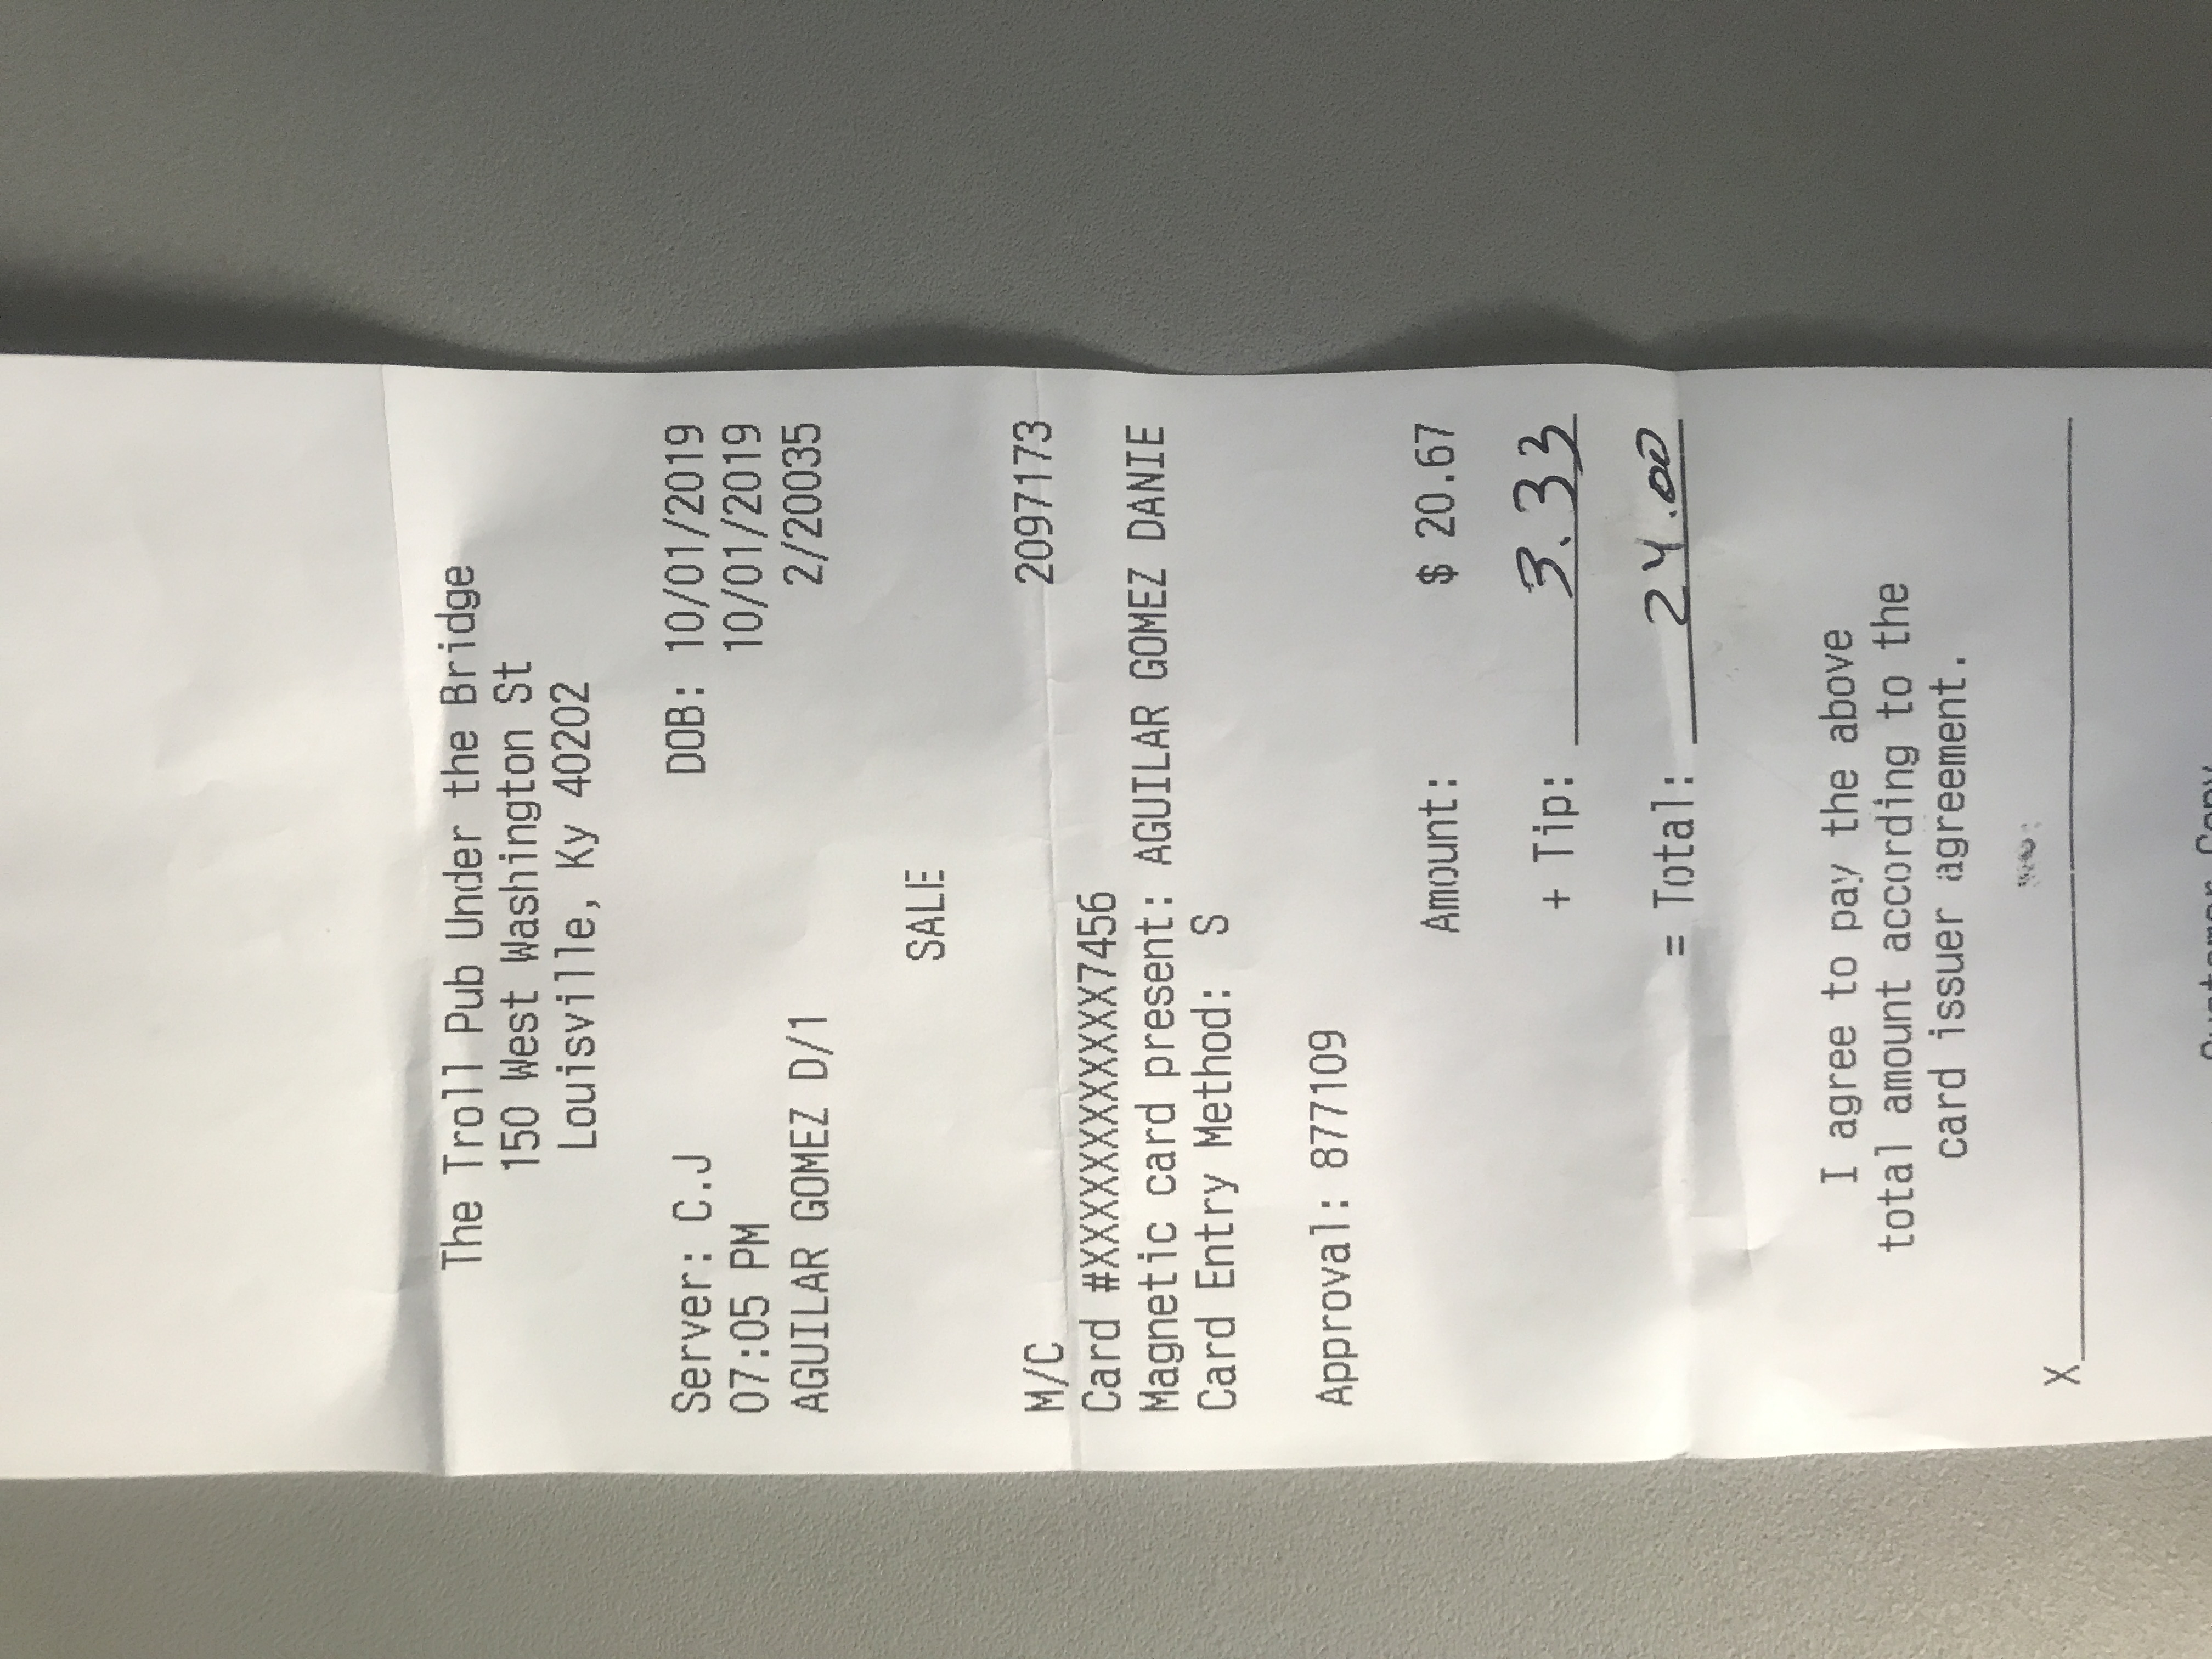 The Troll Pub Under the Bridge
150 West Washington St
Louisville, Ky 40202
Server: C.J DOB: 10/01/2019
07:05 PM 10/01/2019
AGUILAR GOMEZ D/1 2/20035
SALE
M/C 2097173
Card #XXXXXXXXXXXX7456
Magnetic card present: AGUILAR GOMEZ DANIE
Card Entry Method: S
Approval: 877109
Amount: $ 20.67
+ Tip: 3.33
= Total: 24.00
I agree to pay the above
total amount according to the
card issuer agreement.
X
Customer Copy